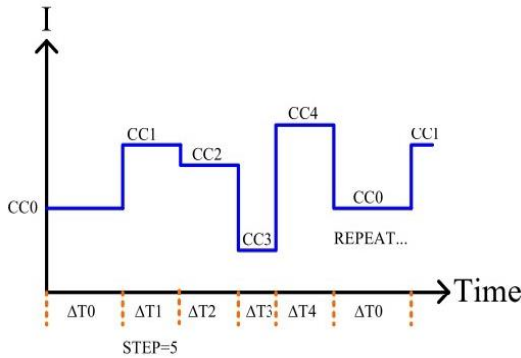 I
CC4
CC1 CC1
CC2
CC0 CC0
CC3 REPEAT...
Time
ΔT0 ΔT1 ΔT2 ΔT3 ΔT4 ΔT0
STEP=5